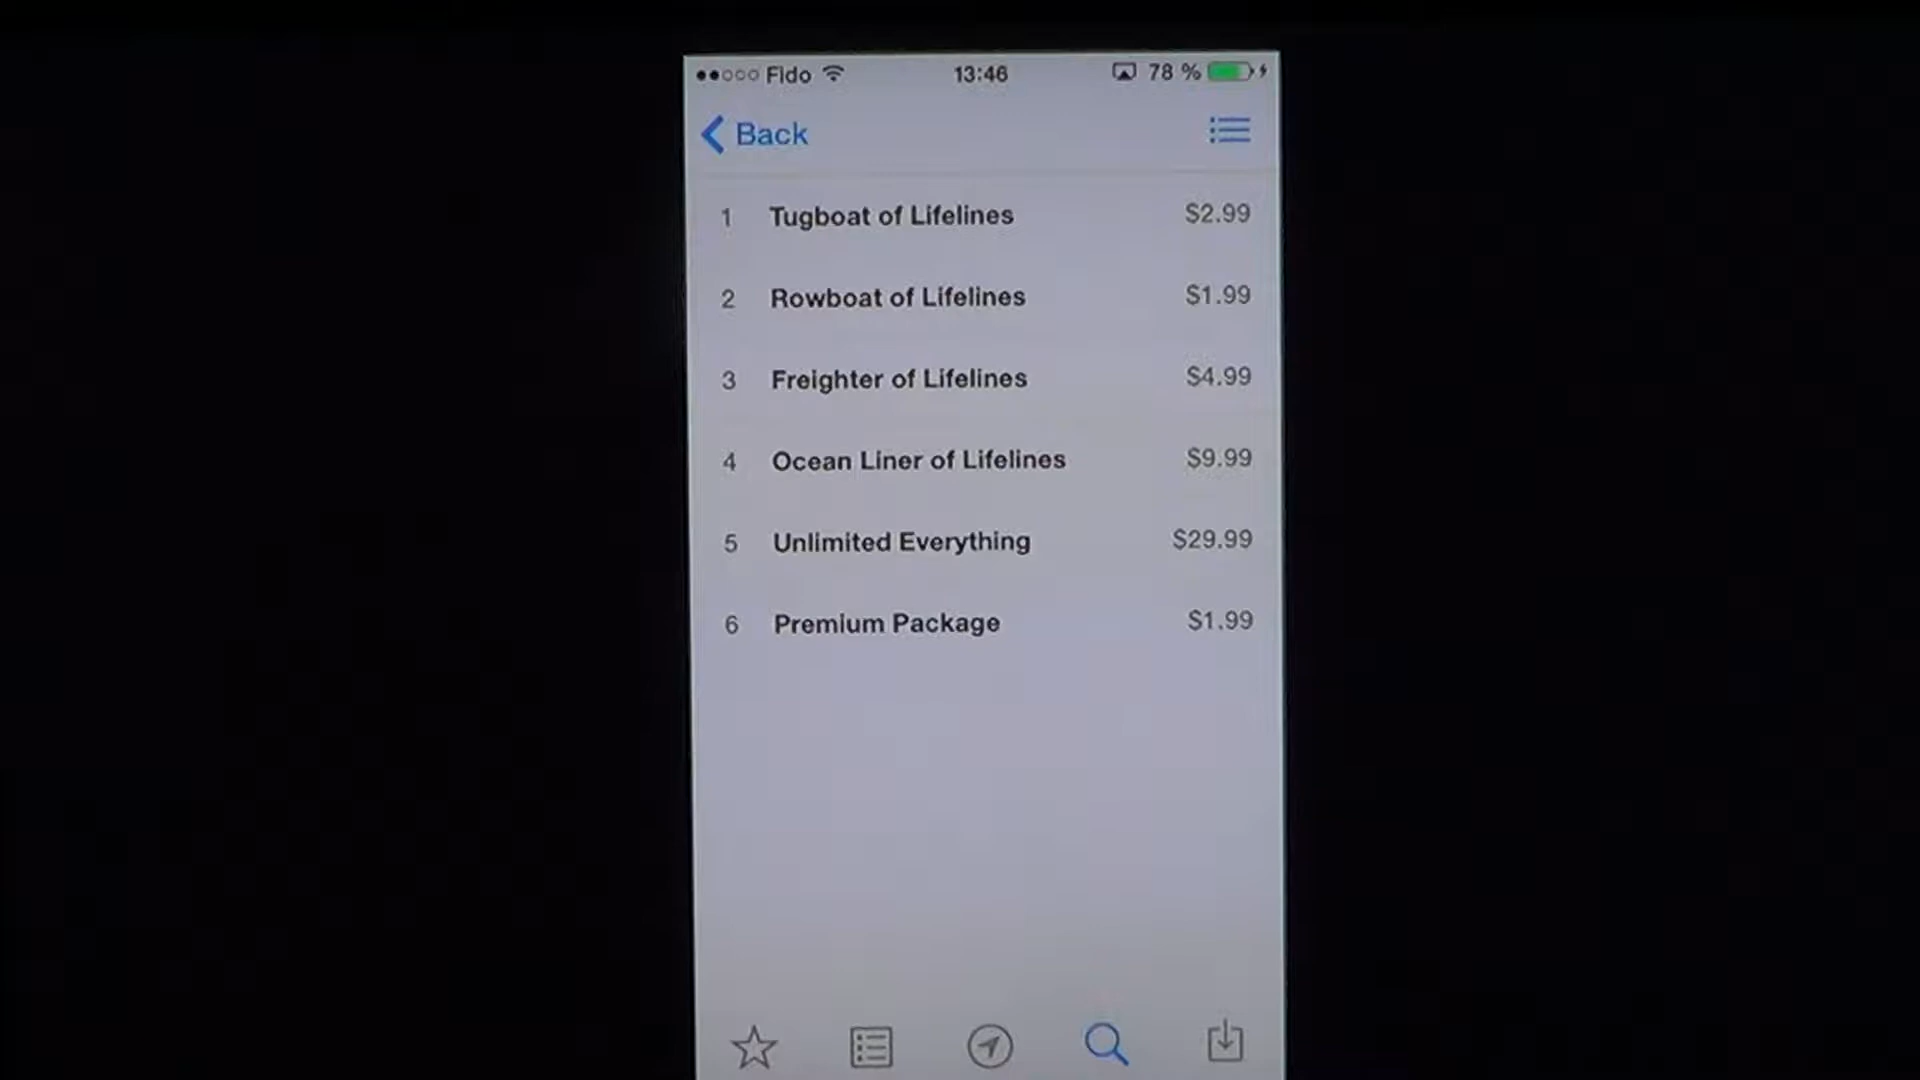 Fido 13:46 78 %
Back
1 Tugboat of Lifelines $2.99
2 Rowboat of Lifelines $1.99
3 Freighter of Lifelines $4.99
4 Ocean Liner of Lifelines $9.99
5 Unlimited Everything $29.99
6 Premium Package $1.99